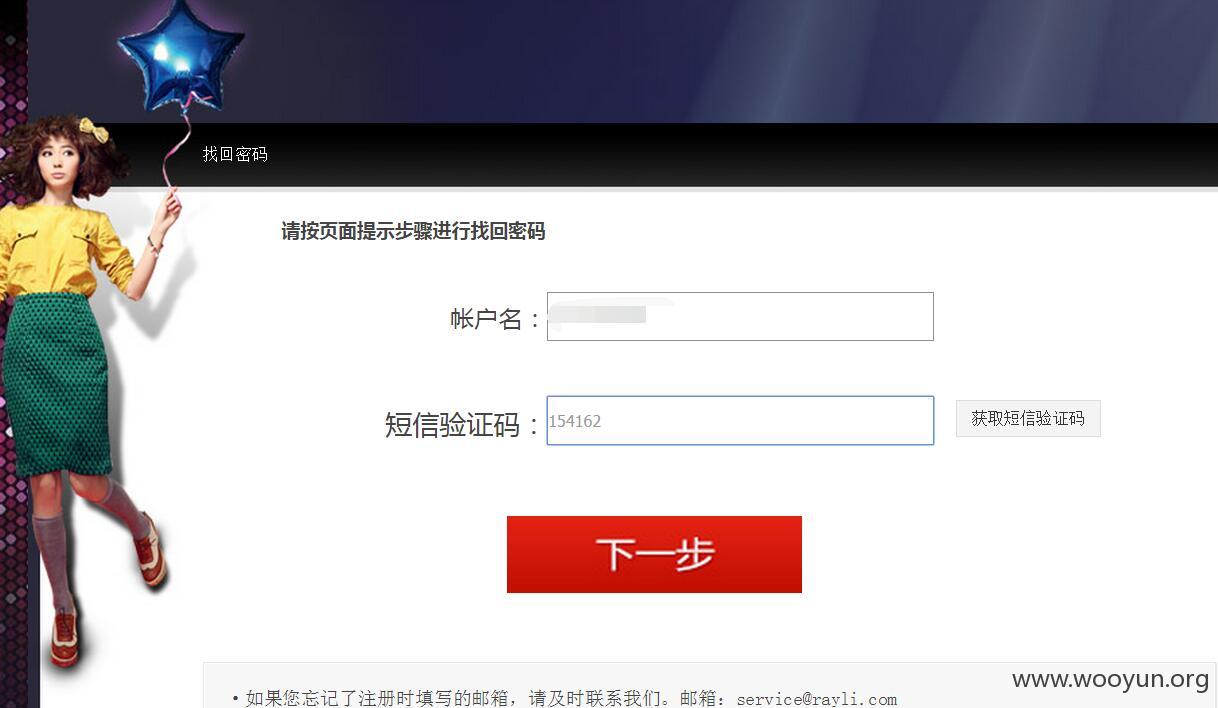 找回密码
请按页面提示步骤进行找回密码
帐户名：
短信验证码：154162 获取短信验证码
下一步
www.wooyun.org
• 如果您忘记了注册时填写的邮箱，请及时联系我们。邮箱：service@rayli.com